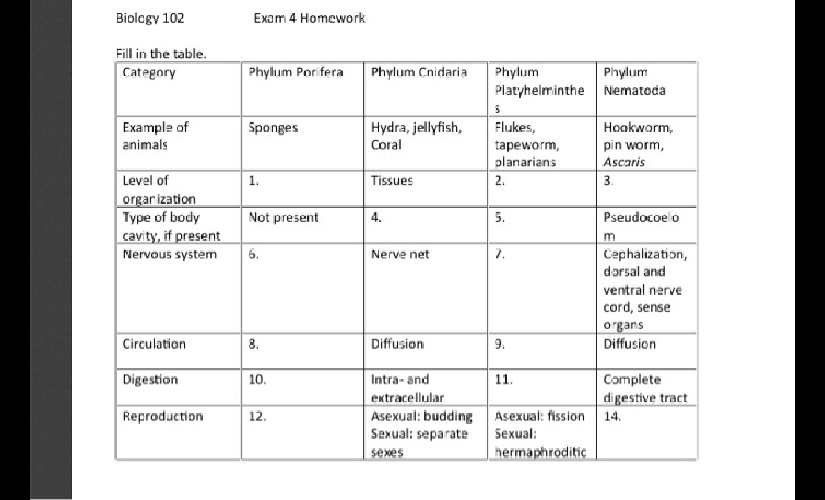 Biology 102 Exam 4 Homework
Fill in the table.
Category Phylum Porifera Phylum Cnidaria Phylum Platyhelminthe s Phylum Nematoda
Example of animals Sponges Hydra, jellyfish, Coral Flukes, tapeworm, planarians Hookworm, pin worm, Ascaris
Level of organization 1. Tissues 2. 3.
Type of body cavity, if present Not present 4. 5. Pseudocoelo m
Nervous system 6. Nerve net 7. Cephalization, dorsal and ventral nerve cord, sense organs
Circulation 8. Diffusion 9. Diffusion
Digestion 10. Intra- and extracellular 11. Complete digestive tract
Reproduction 12. Asexual: budding Sexual: separate sexes Asexual: fission Sexual: hermaphroditic 14.